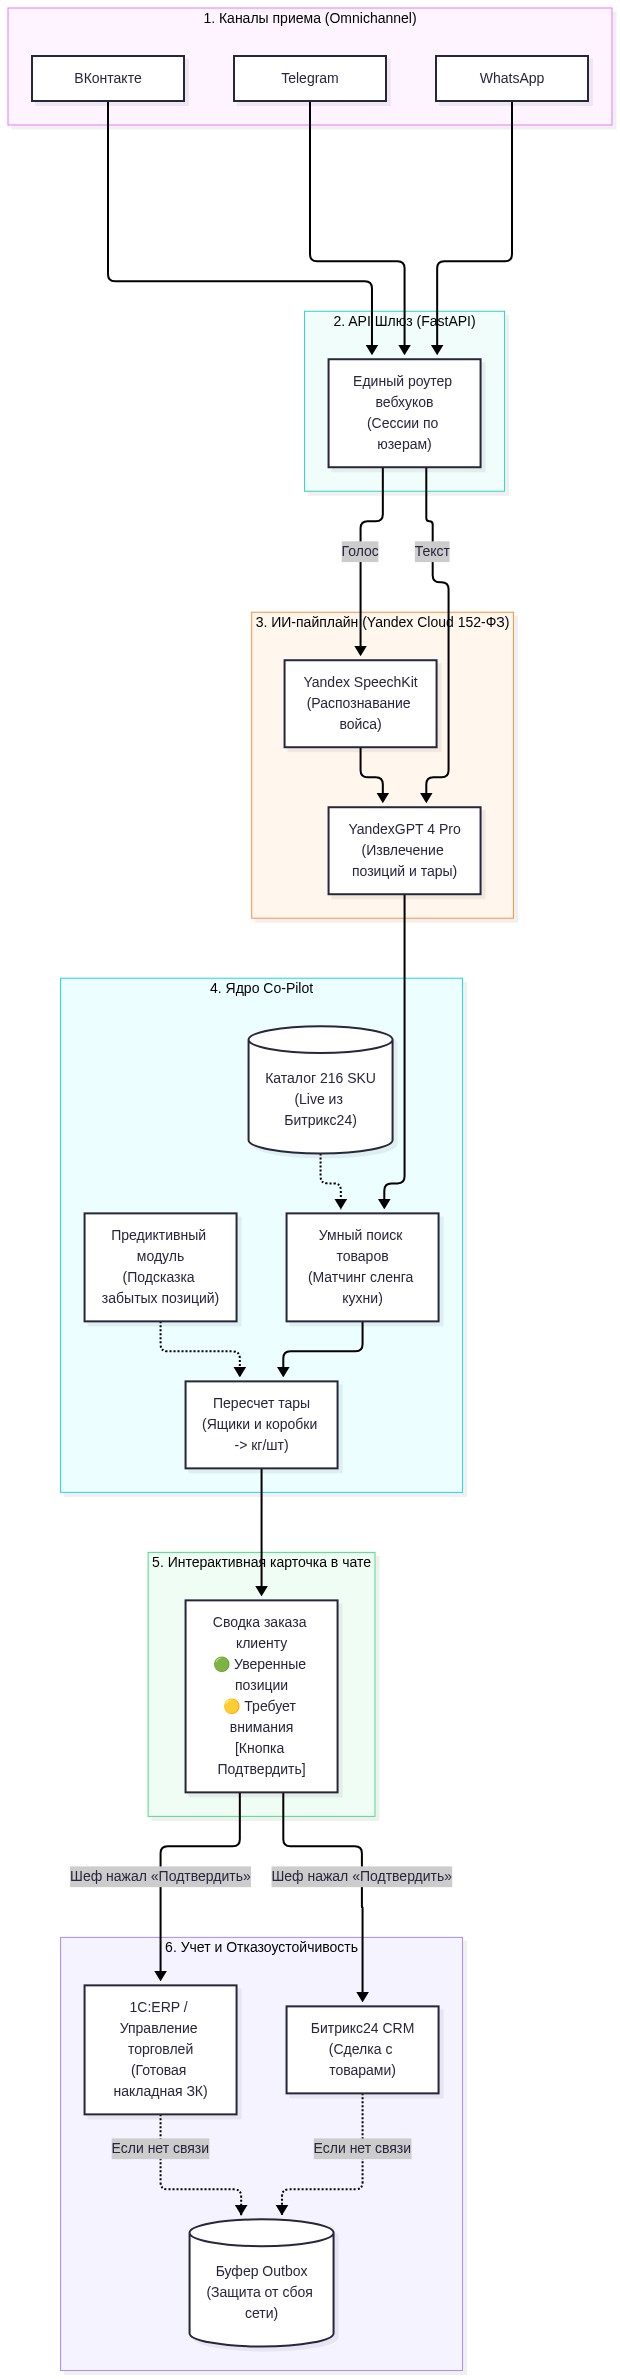 1. Каналы приема (Omnichannel)
ВКонтакте
Telegram
WhatsApp
2. API Шлюз (FastAPI)
Единый роутер
вебхуков
(Сессии по
юзерам)
Голос
Текст
3. ИИ-пайплайн (Yandex Cloud 152-ФЗ)
Yandex SpeechKit
(Распознавание
войса)
YandexGPT 4 Pro
(Извлечение
позиций и тары)
4. Ядро Co-Pilot
Каталог 216 SKU
(Live из
Битрикс24)
Предиктивный
модуль
(Подсказка
забытых позиций)
Умный поиск
товаров
(Матчинг сленга
кухни)
Пересчет тары
(Ящики и коробки
-> кг/шт)
5. Интерактивная карточка в чате
Сводка заказа
клиенту
🟢 Уверенные
позиции
🟡 Требует
внимания
[Кнопка
Подтвердить]
Шеф нажал «Подтвердить»
Шеф нажал «Подтвердить»
6. Учет и Отказоустойчивость
1С:ERP /
Управление
торговлей
(Готовая
накладная ЗК)
Битрикс24 CRM
(Сделка с
товарами)
Если нет связи
Если нет связи
Буфер Outbox
(Защита от сбоя
сети)